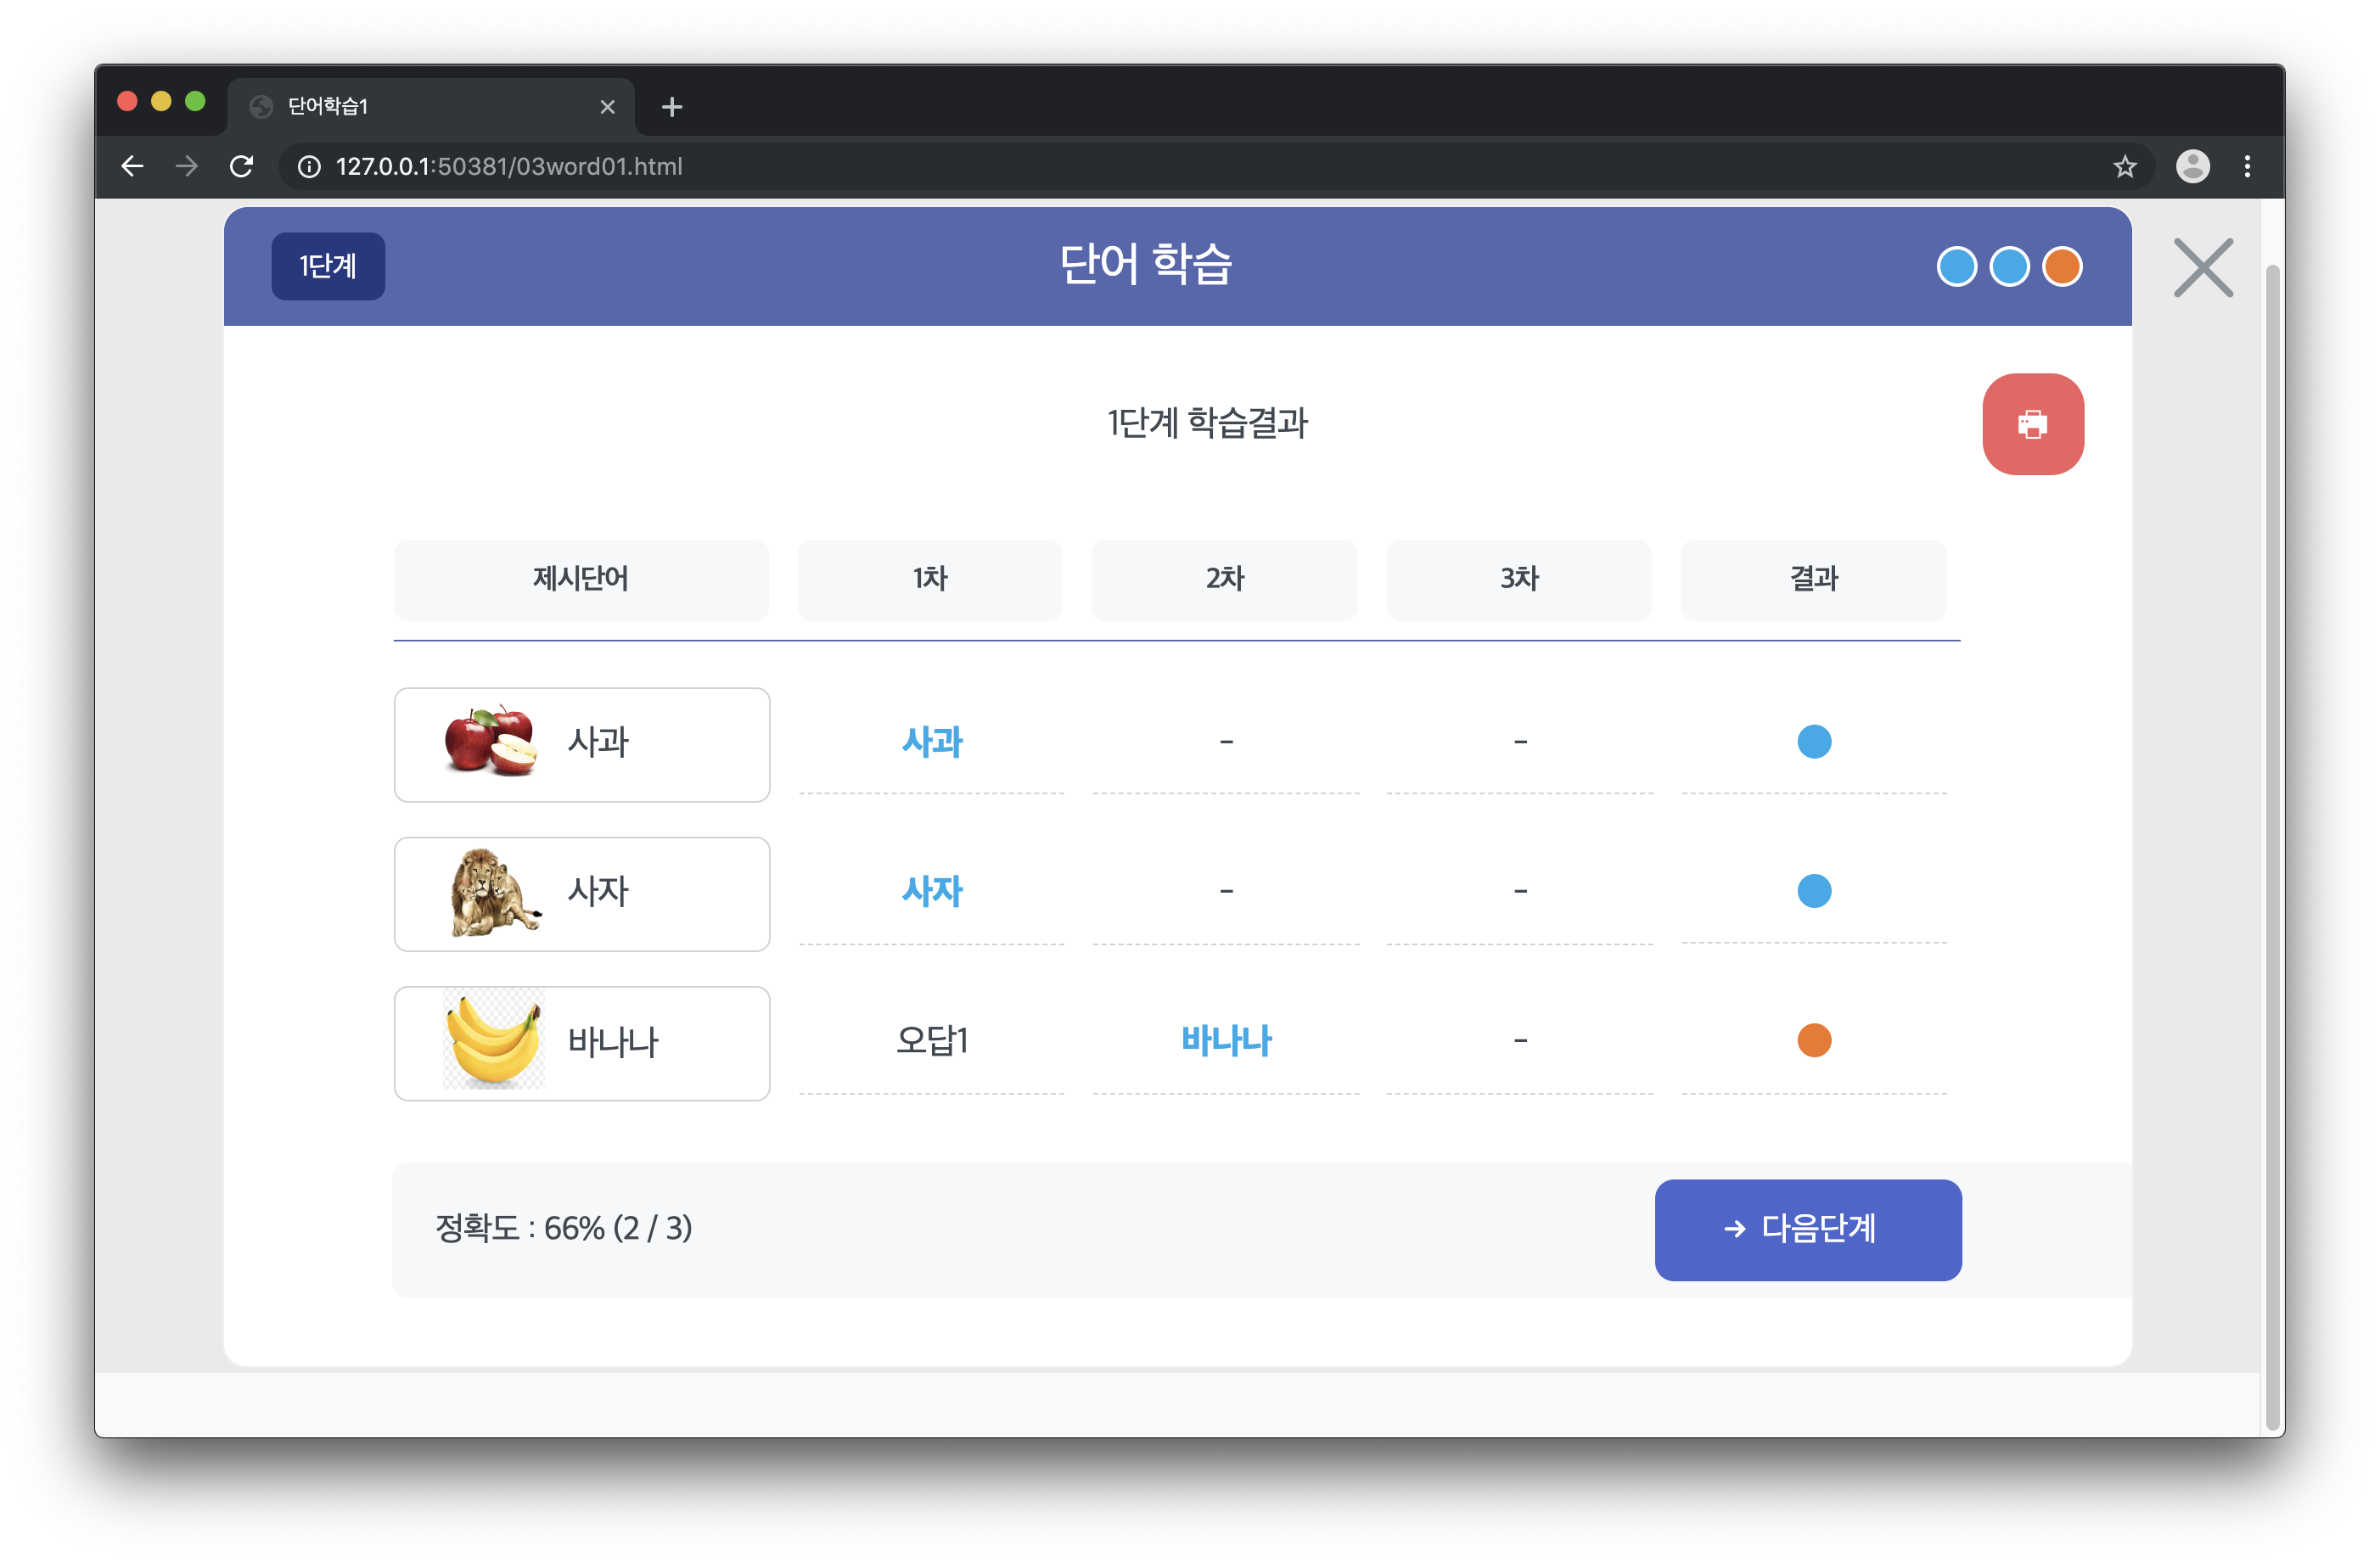 단어학습1
127.0.0.1:50381/03word01.html
1단계
단어 학습
1단계 학습결과
제시단어 1차 2차 3차 결과
사과 사과 - -
사자 사자 - -
바나나 오답1 바나나 -
정확도 : 66% (2 / 3)
→ 다음단계